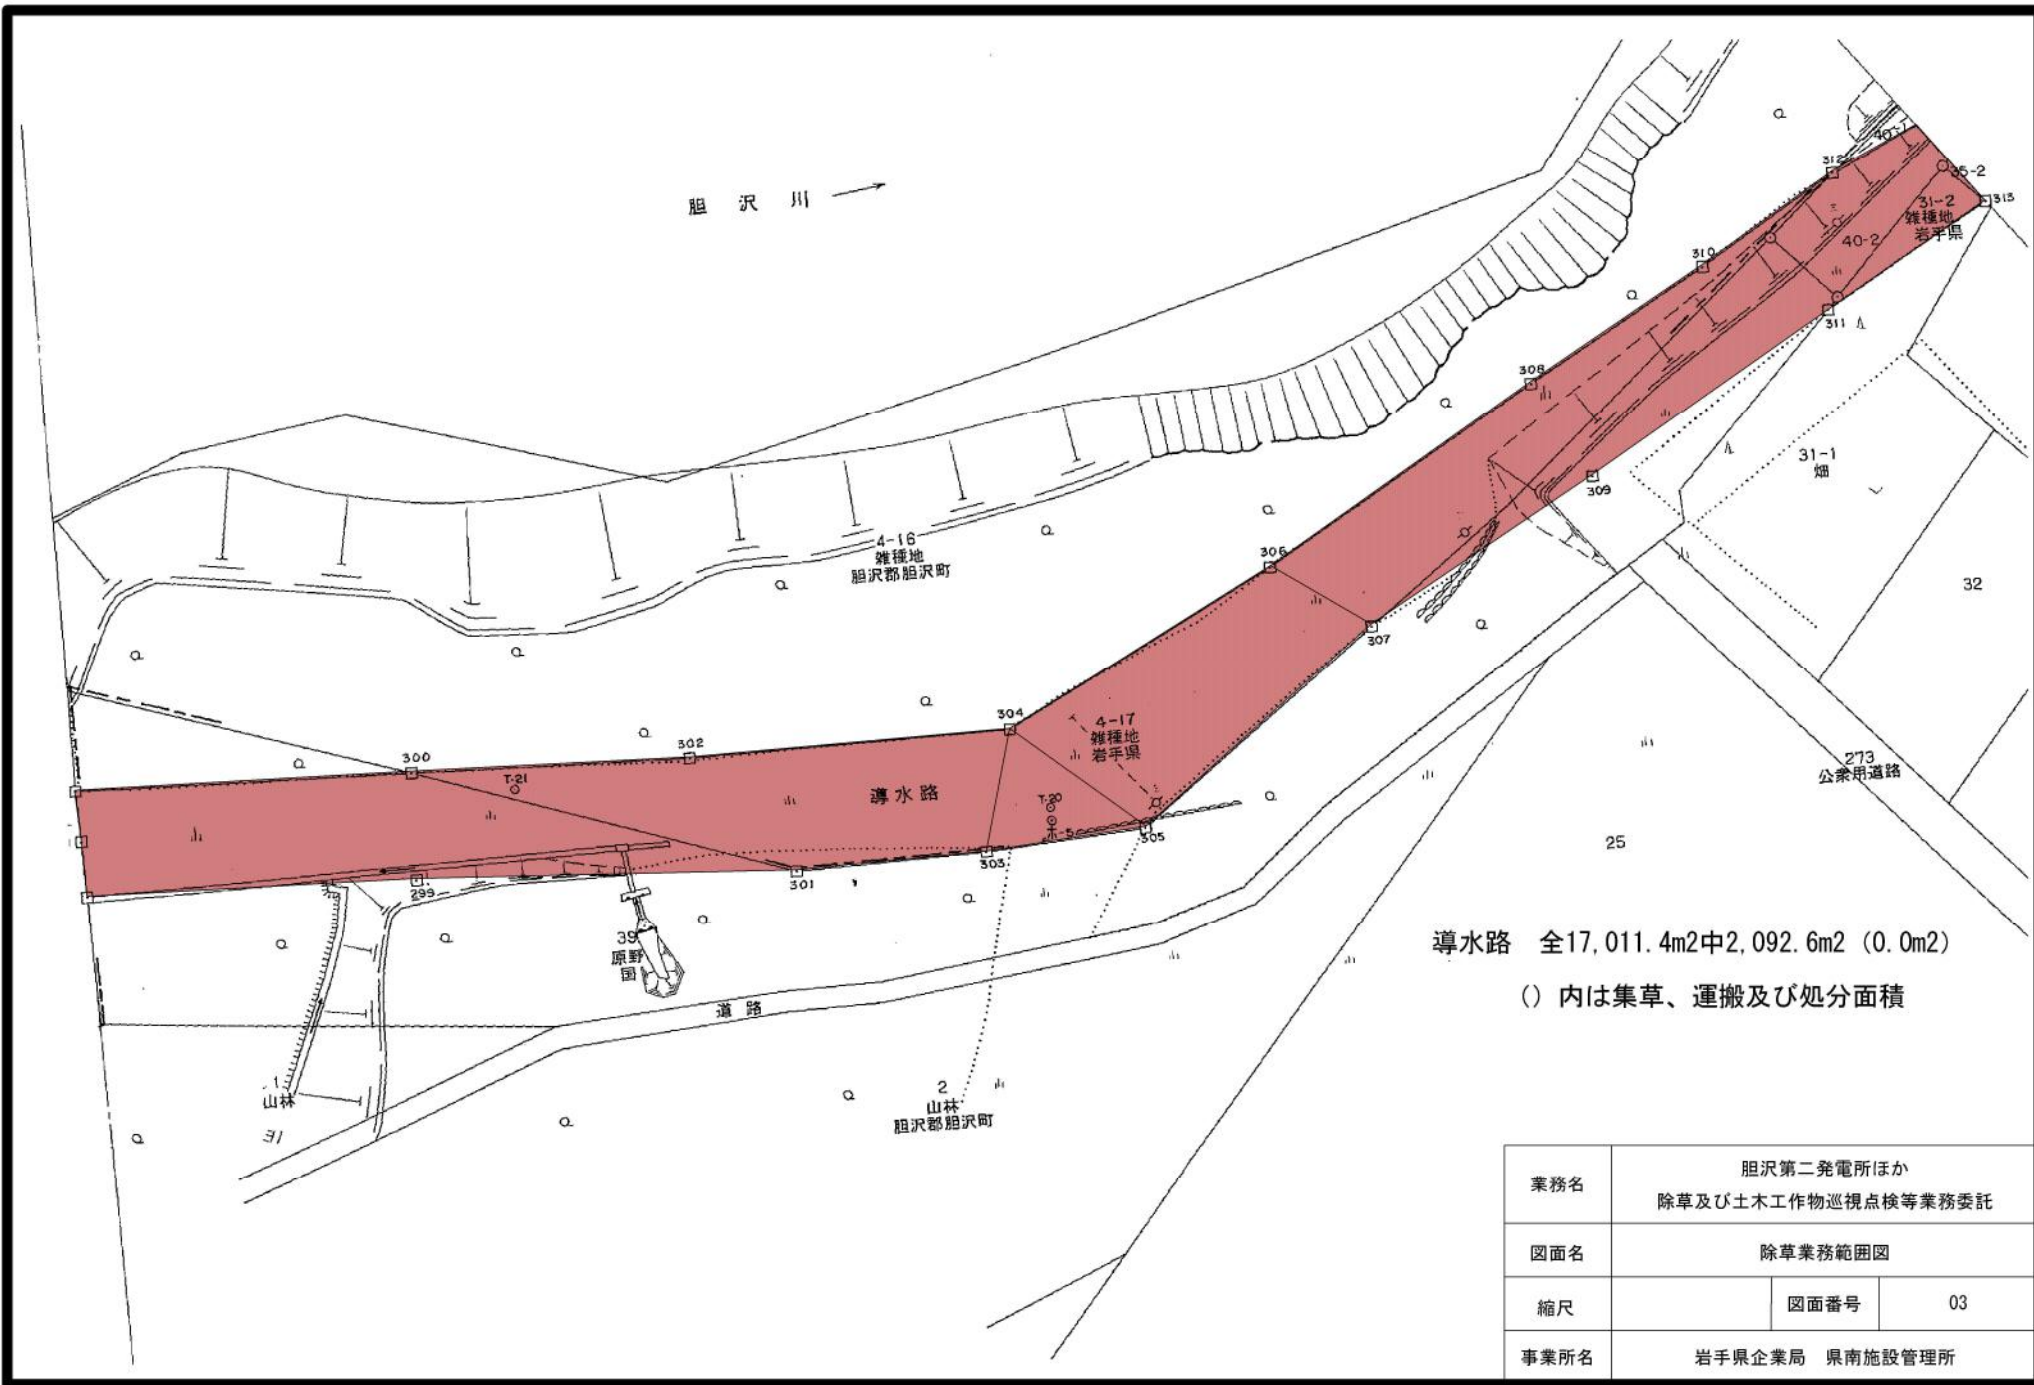 胆沢川
40-1
312
35-2
313
31-2
雑種地
岩手県
40-2
310
311
308
309
31-1
畑
4-16
雑種地
胆沢郡胆沢町
306
307
32
304
4-17
雑種地
岩手県
302
300
T-21
導水路
T-20
273
公衆用道路
305
303
301
299
25
39
原野
国
導水路 全17,011.4m2中2,092.6m2 (0.0m2)
() 内は集草、運搬及び処分面積
道路
1
山林
2
山林
胆沢郡胆沢町
業務名 胆沢第二発電所ほか
除草及び土木工作物巡視点検等業務委託
図面名 除草業務範囲図
縮尺 図面番号 03
事業所名 岩手県企業局 県南施設管理所